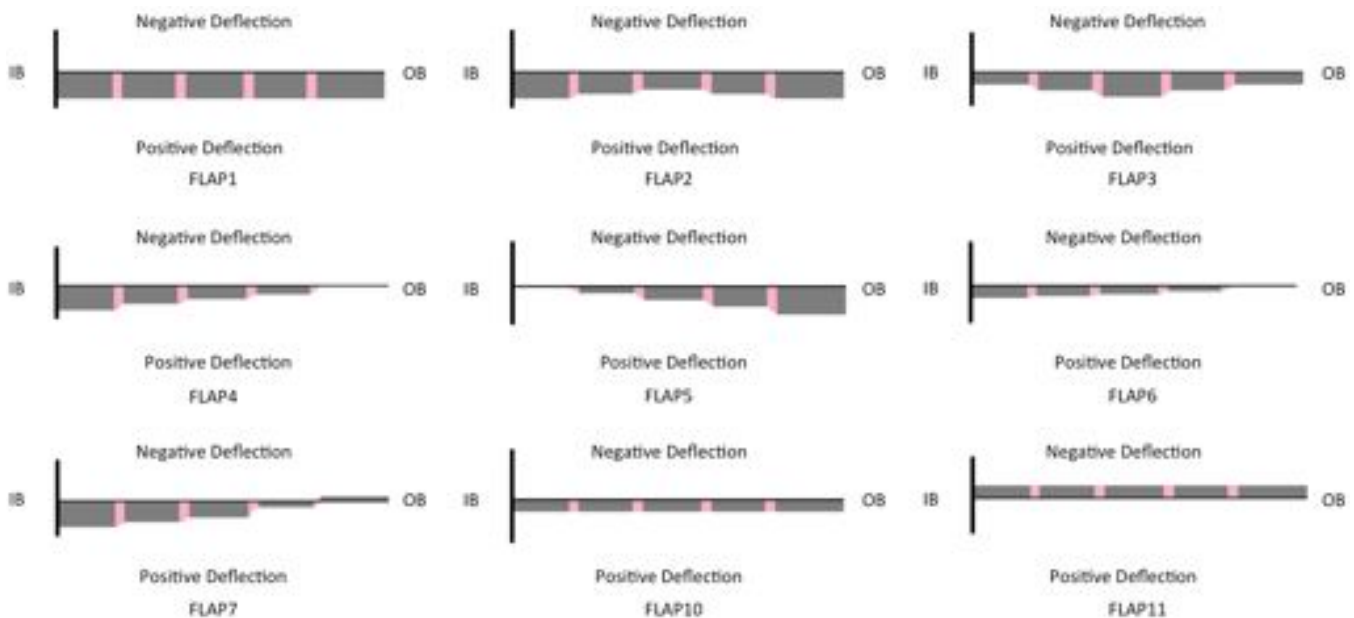 Negative Deflection Negative Deflection Negative Deflection
IB OB IB OB IB OB
Positive Deflection Positive Deflection Positive Deflection
FLAP1 FLAP2 FLAP3
Negative Deflection Negative Deflection Negative Deflection
IB OB IB OB IB OB
Positive Deflection Positive Deflection Positive Deflection
FLAP4 FLAP5 FLAP6
Negative Deflection Negative Deflection Negative Deflection
IB OB IB OB IB OB
Positive Deflection Positive Deflection Positive Deflection
FLAP7 FLAP10 FLAP11